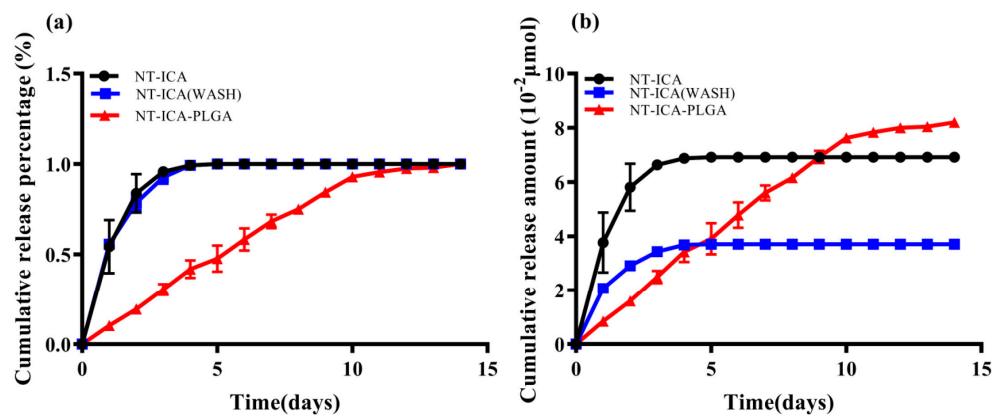 (a)
Cumulative release percentage (%)
1.5
1.0
0.5
0.0
NT-ICA
NT-ICA(WASH)
NT-ICA-PLGA
0
5
10
15
Time(days)
(b)
Cumulative release amount (10⁻²μmol)
10
8
6
4
2
0
NT-ICA
NT-ICA(WASH)
NT-ICA-PLGA
0
5
10
15
Time(days)